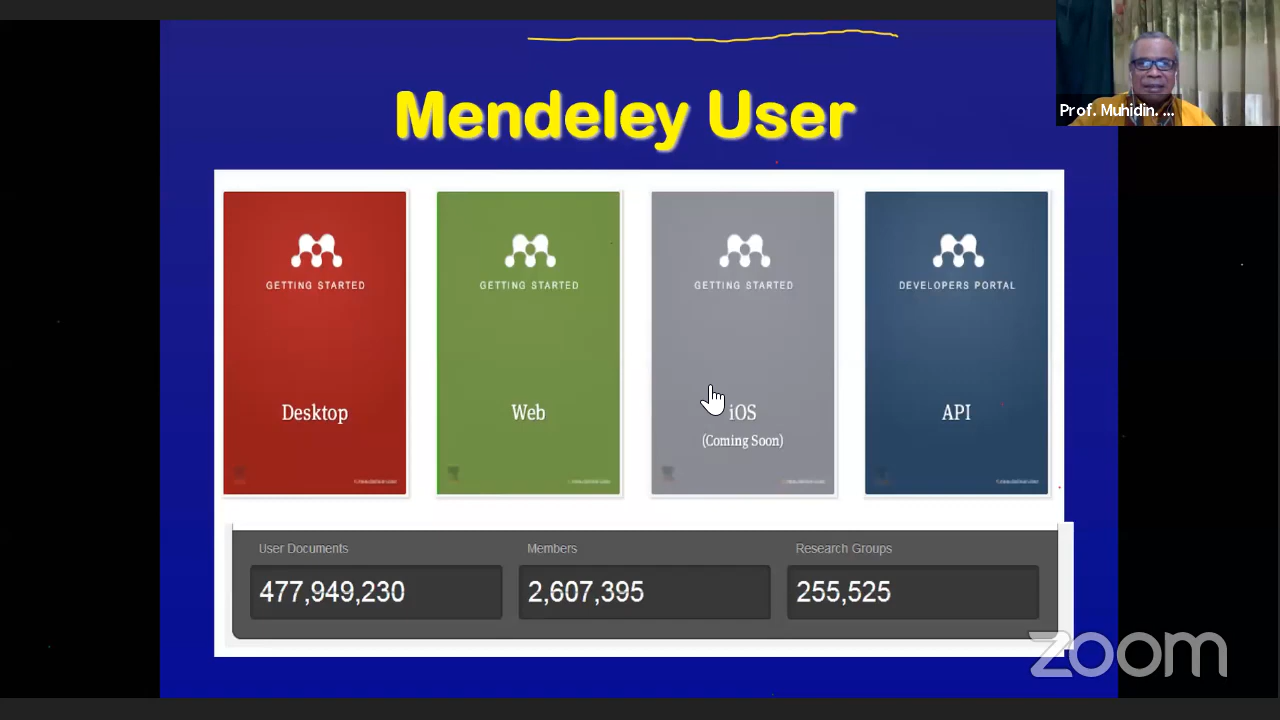 Prof. Muhidin. ...
Mendeley User
GETTING STARTED
Desktop
GETTING STARTED
Web
GETTING STARTED
iOS
(Coming Soon)
DEVELOPERS PORTAL
API
User Documents
477,949,230
Members
2,607,395
Research Groups
255,525
zoom